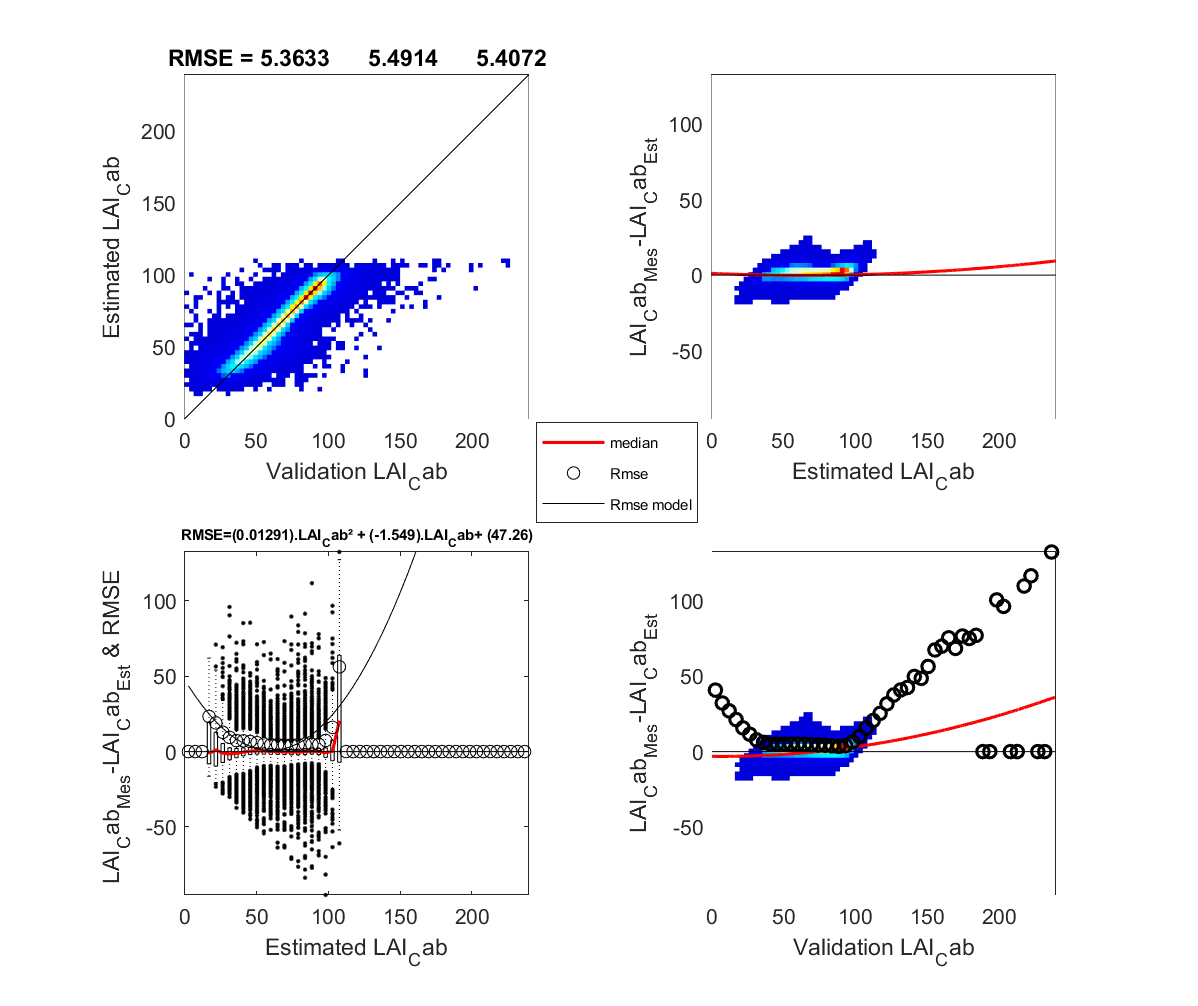 RMSE = 5.3633 5.4914 5.4072
200
150
100
50
0
0 50 100 150 200
Estimated LAI_Cab
Validation LAI_Cab
100
50
0
-50
0 50 100 150 200
LAI_Cab_Mes-LAI_Cab_Est
Estimated LAI_Cab
median
Rmse
Rmse model
RMSE=(0.01291).LAI_Cab² + (-1.549).LAI_Cab+ (47.26)
100
50
0
-50
0 50 100 150 200
LAI_Cab_Mes-LAI_Cab_Est & RMSE
Estimated LAI_Cab
100
50
0
-50
0 50 100 150 200
LAI_Cab_Mes-LAI_Cab_Est
Validation LAI_Cab